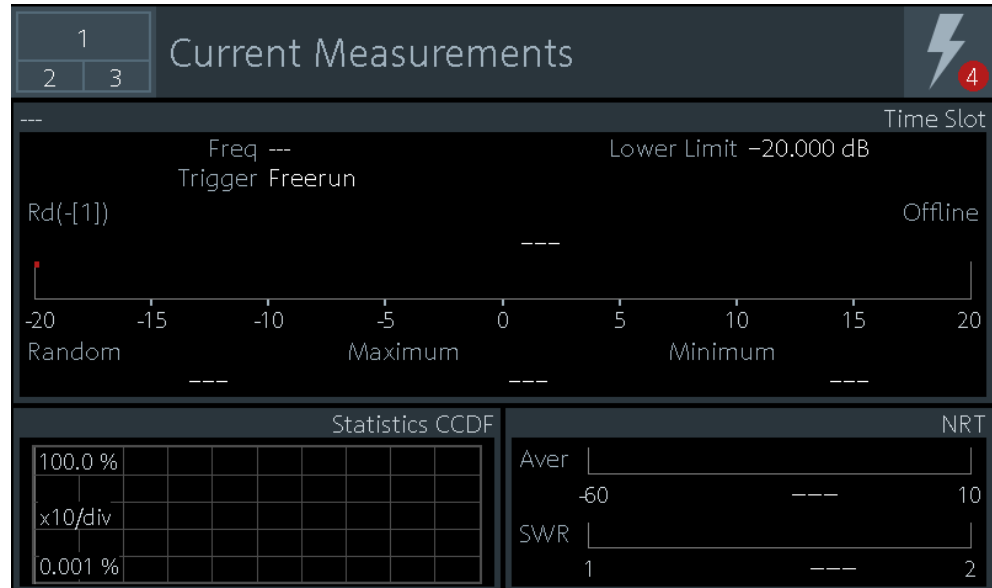 1
2 3
Current Measurements
4
--- Time Slot
Freq --- Lower Limit −20.000 dB
Trigger Freerun
Rd(-[1]) Offline
---
-20 -15 -10 -5 0 5 10 15 20
Random Maximum Minimum
--- --- ---
Statistics CCDF
100.0 %
x10/div
0.001 %
NRT
Aver
-60 --- 10
SWR
1 --- 2